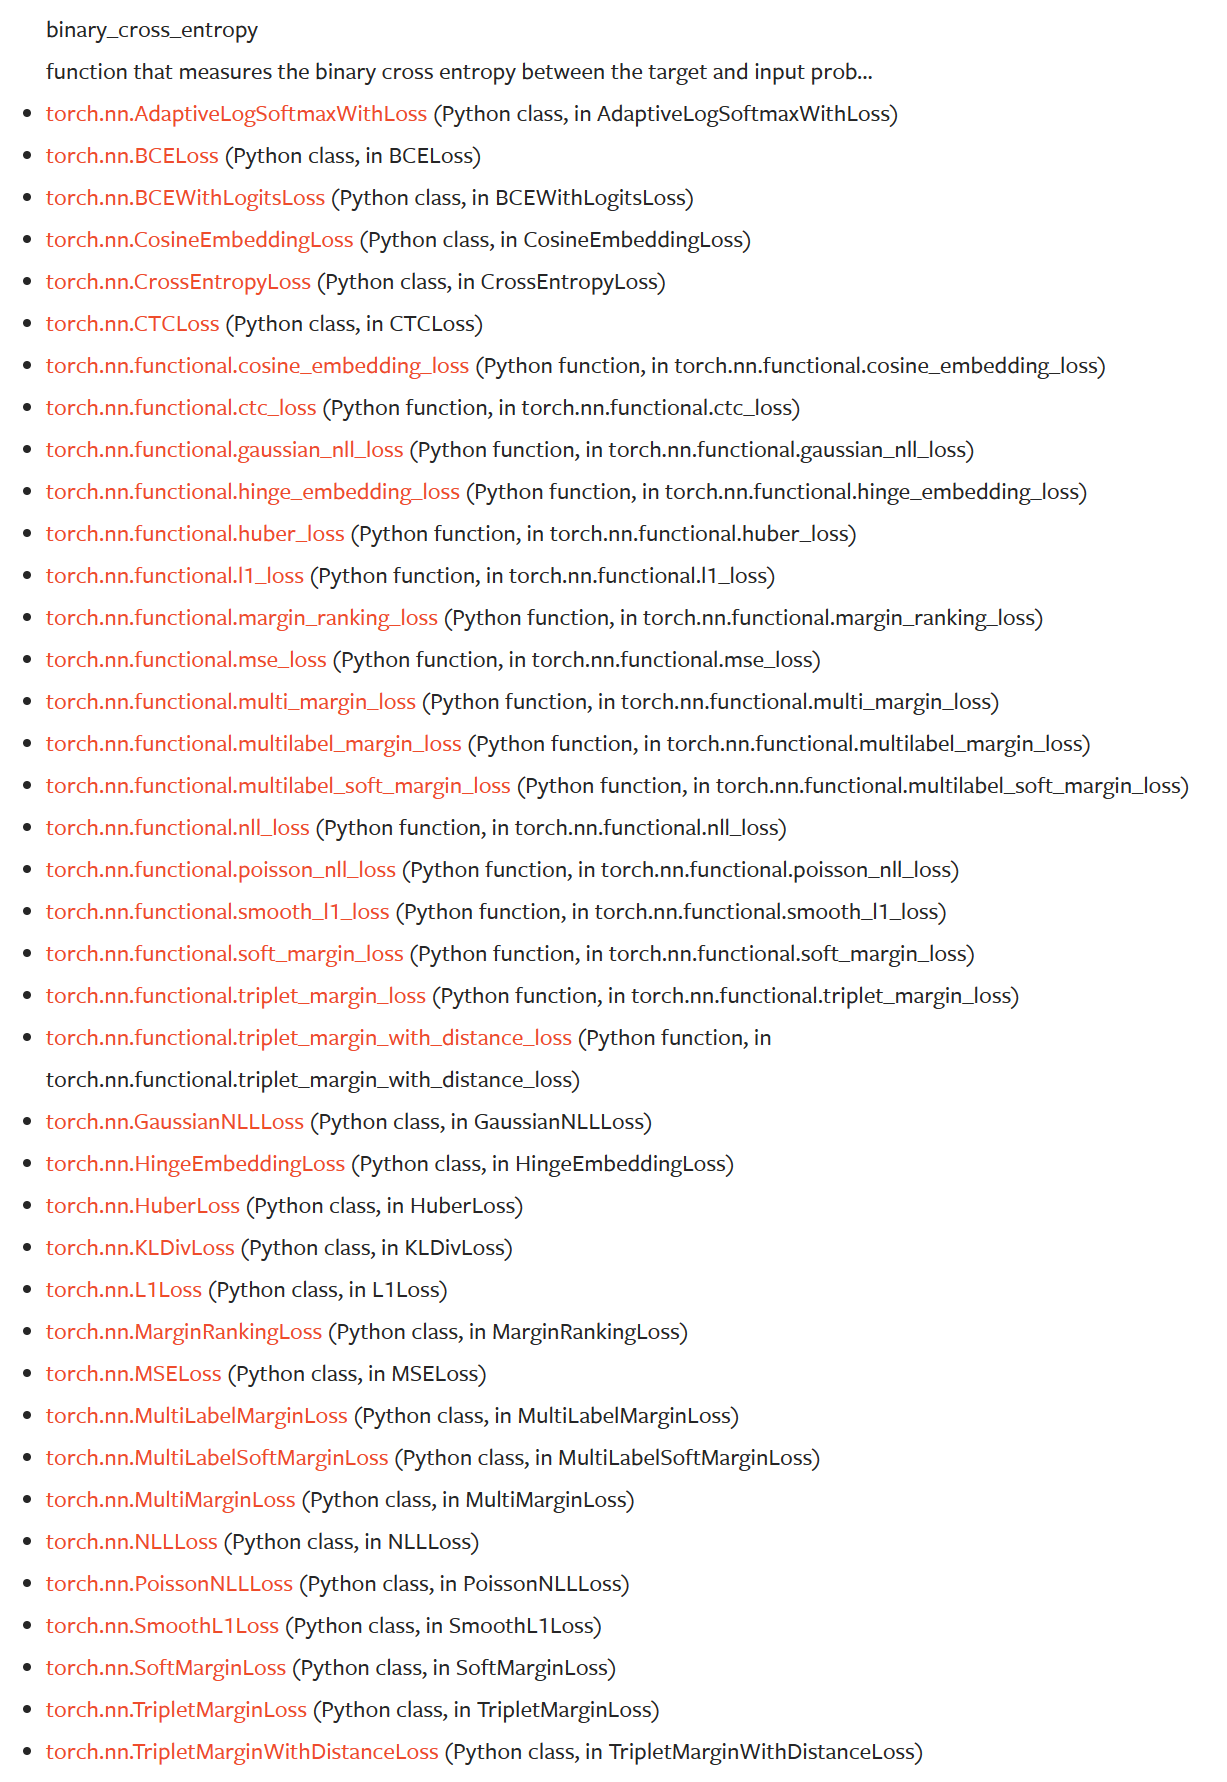 binary_cross_entropy
function that measures the binary cross entropy between the target and input prob...
• torch.nn.AdaptiveLogSoftmaxWithLoss (Python class, in AdaptiveLogSoftmaxWithLoss)
• torch.nn.BCELoss (Python class, in BCELoss)
• torch.nn.BCEWithLogitsLoss (Python class, in BCEWithLogitsLoss)
• torch.nn.CosineEmbeddingLoss (Python class, in CosineEmbeddingLoss)
• torch.nn.CrossEntropyLoss (Python class, in CrossEntropyLoss)
• torch.nn.CTCLoss (Python class, in CTCLoss)
• torch.nn.functional.cosine_embedding_loss (Python function, in torch.nn.functional.cosine_embedding_loss)
• torch.nn.functional.ctc_loss (Python function, in torch.nn.functional.ctc_loss)
• torch.nn.functional.gaussian_nll_loss (Python function, in torch.nn.functional.gaussian_nll_loss)
• torch.nn.functional.hinge_embedding_loss (Python function, in torch.nn.functional.hinge_embedding_loss)
• torch.nn.functional.huber_loss (Python function, in torch.nn.functional.huber_loss)
• torch.nn.functional.l1_loss (Python function, in torch.nn.functional.l1_loss)
• torch.nn.functional.margin_ranking_loss (Python function, in torch.nn.functional.margin_ranking_loss)
• torch.nn.functional.mse_loss (Python function, in torch.nn.functional.mse_loss)
• torch.nn.functional.multi_margin_loss (Python function, in torch.nn.functional.multi_margin_loss)
• torch.nn.functional.multilabel_margin_loss (Python function, in torch.nn.functional.multilabel_margin_loss)
• torch.nn.functional.multilabel_soft_margin_loss (Python function, in torch.nn.functional.multilabel_soft_margin_loss)
• torch.nn.functional.nll_loss (Python function, in torch.nn.functional.nll_loss)
• torch.nn.functional.poisson_nll_loss (Python function, in torch.nn.functional.poisson_nll_loss)
• torch.nn.functional.smooth_l1_loss (Python function, in torch.nn.functional.smooth_l1_loss)
• torch.nn.functional.soft_margin_loss (Python function, in torch.nn.functional.soft_margin_loss)
• torch.nn.functional.triplet_margin_loss (Python function, in torch.nn.functional.triplet_margin_loss)
• torch.nn.functional.triplet_margin_with_distance_loss (Python function, in
torch.nn.functional.triplet_margin_with_distance_loss)
• torch.nn.GaussianNLLLoss (Python class, in GaussianNLLLoss)
• torch.nn.HingeEmbeddingLoss (Python class, in HingeEmbeddingLoss)
• torch.nn.HuberLoss (Python class, in HuberLoss)
• torch.nn.KLDivLoss (Python class, in KLDivLoss)
• torch.nn.L1Loss (Python class, in L1Loss)
• torch.nn.MarginRankingLoss (Python class, in MarginRankingLoss)
• torch.nn.MSELoss (Python class, in MSELoss)
• torch.nn.MultiLabelMarginLoss (Python class, in MultiLabelMarginLoss)
• torch.nn.MultiLabelSoftMarginLoss (Python class, in MultiLabelSoftMarginLoss)
• torch.nn.MultiMarginLoss (Python class, in MultiMarginLoss)
• torch.nn.NLLLoss (Python class, in NLLLoss)
• torch.nn.PoissonNLLLoss (Python class, in PoissonNLLLoss)
• torch.nn.SmoothL1Loss (Python class, in SmoothL1Loss)
• torch.nn.SoftMarginLoss (Python class, in SoftMarginLoss)
• torch.nn.TripletMarginLoss (Python class, in TripletMarginLoss)
• torch.nn.TripletMarginWithDistanceLoss (Python class, in TripletMarginWithDistanceLoss)